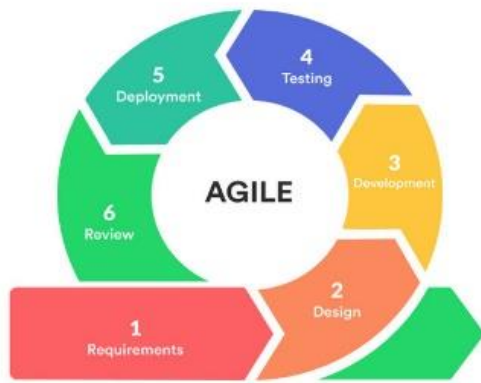 4
Testing
5
Deployment
3
Development
AGILE
6
Review
2
Design
1
Requirements